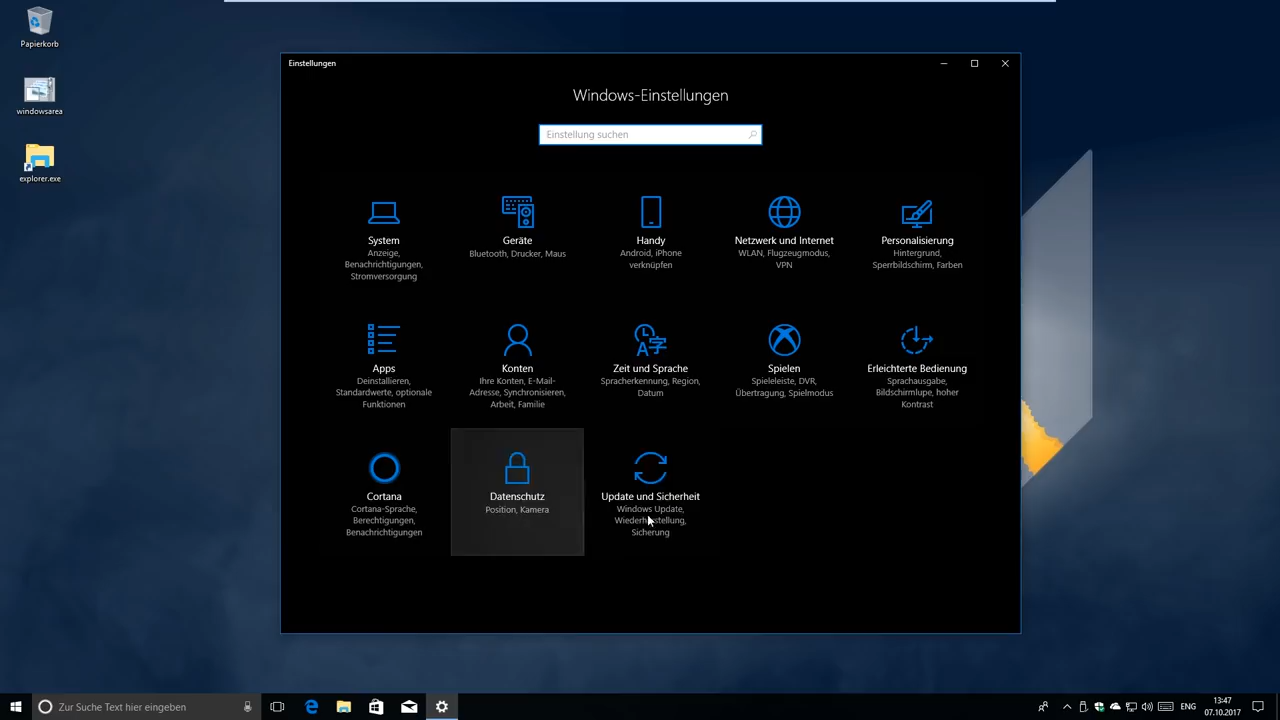 Papierkorb
windowsarea
explorer.exe
Einstellungen
Windows-Einstellungen
Einstellung suchen
System
Anzeige,
Benachrichtigungen,
Stromversorgung
Geräte
Bluetooth, Drucker, Maus
Handy
Android, iPhone
verknüpfen
Netzwerk und Internet
WLAN, Flugzeugmodus,
VPN
Personalisierung
Hintergrund,
Sperrbildschirm, Farben
Apps
Deinstallieren,
Standardwerte, optionale
Funktionen
Konten
Ihre Konten, E-Mail-
Adresse, Synchronisieren,
Arbeit, Familie
Zeit und Sprache
Spracherkennung, Region,
Datum
Spielen
Spieleleiste, DVR,
Übertragung, Spielmodus
Erleichterte Bedienung
Sprachausgabe,
Bildschirmlupe, hoher
Kontrast
Cortana
Cortana-Sprache,
Berechtigungen,
Benachrichtigungen
Datenschutz
Position, Kamera
Update und Sicherheit
Windows Update,
Wiederherstellung,
Sicherung
Zur Suche Text hier eingeben
ENG
13:47
07.10.2017